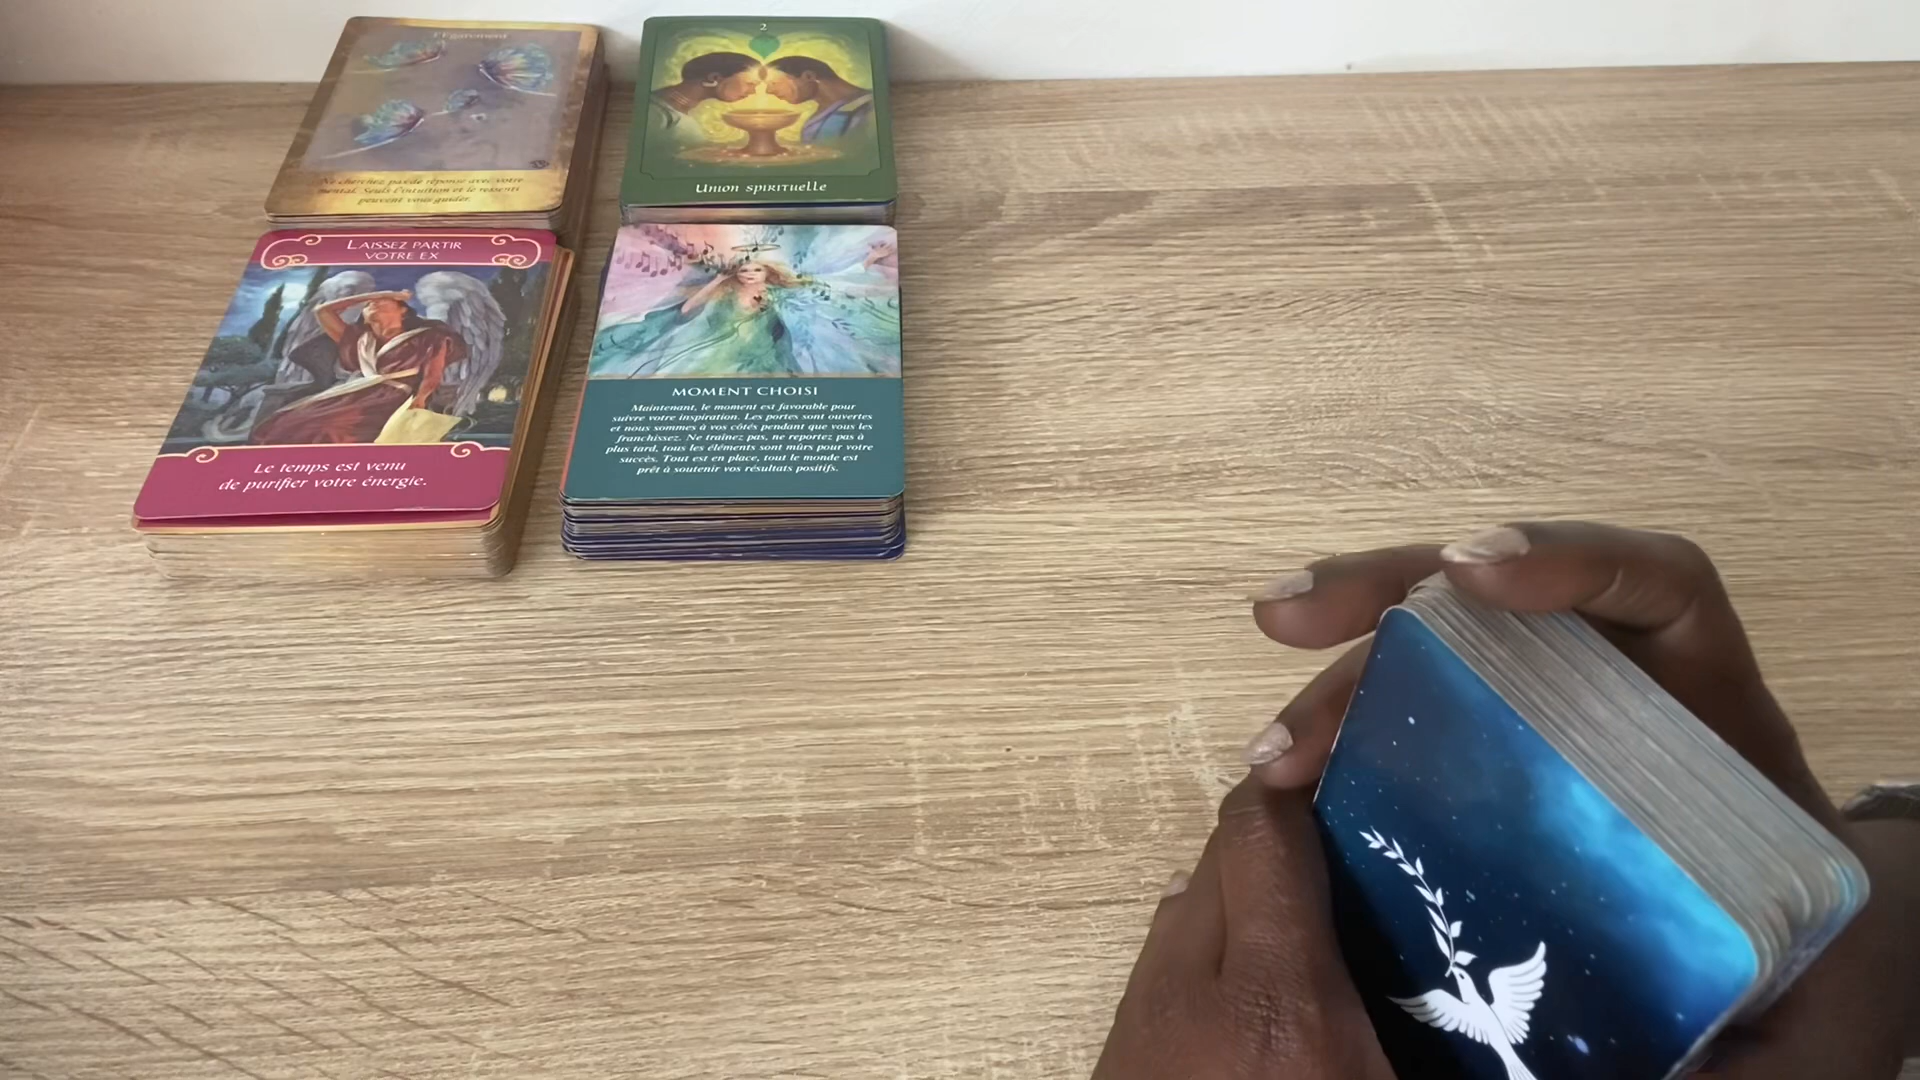 l'Égarement
Ne cherchez pas de réponse avec votre
mental. Seuls l'intuition et le ressenti
peuvent vous guider.
2
Union spirituelle
LAISSEZ PARTIR
VOTRE EX
Le temps est venu
de purifier votre énergie.
MOMENT CHOISI
Maintenant, le moment est favorable pour
suivre votre inspiration. Les portes sont ouvertes
et nous sommes à vos côtés pendant que vous les
franchissez. Ne traînez pas, ne reportez pas à
plus tard, tous les éléments sont mûrs pour votre
succès. Tout est en place, tout le monde est
prêt à soutenir vos résultats positifs.